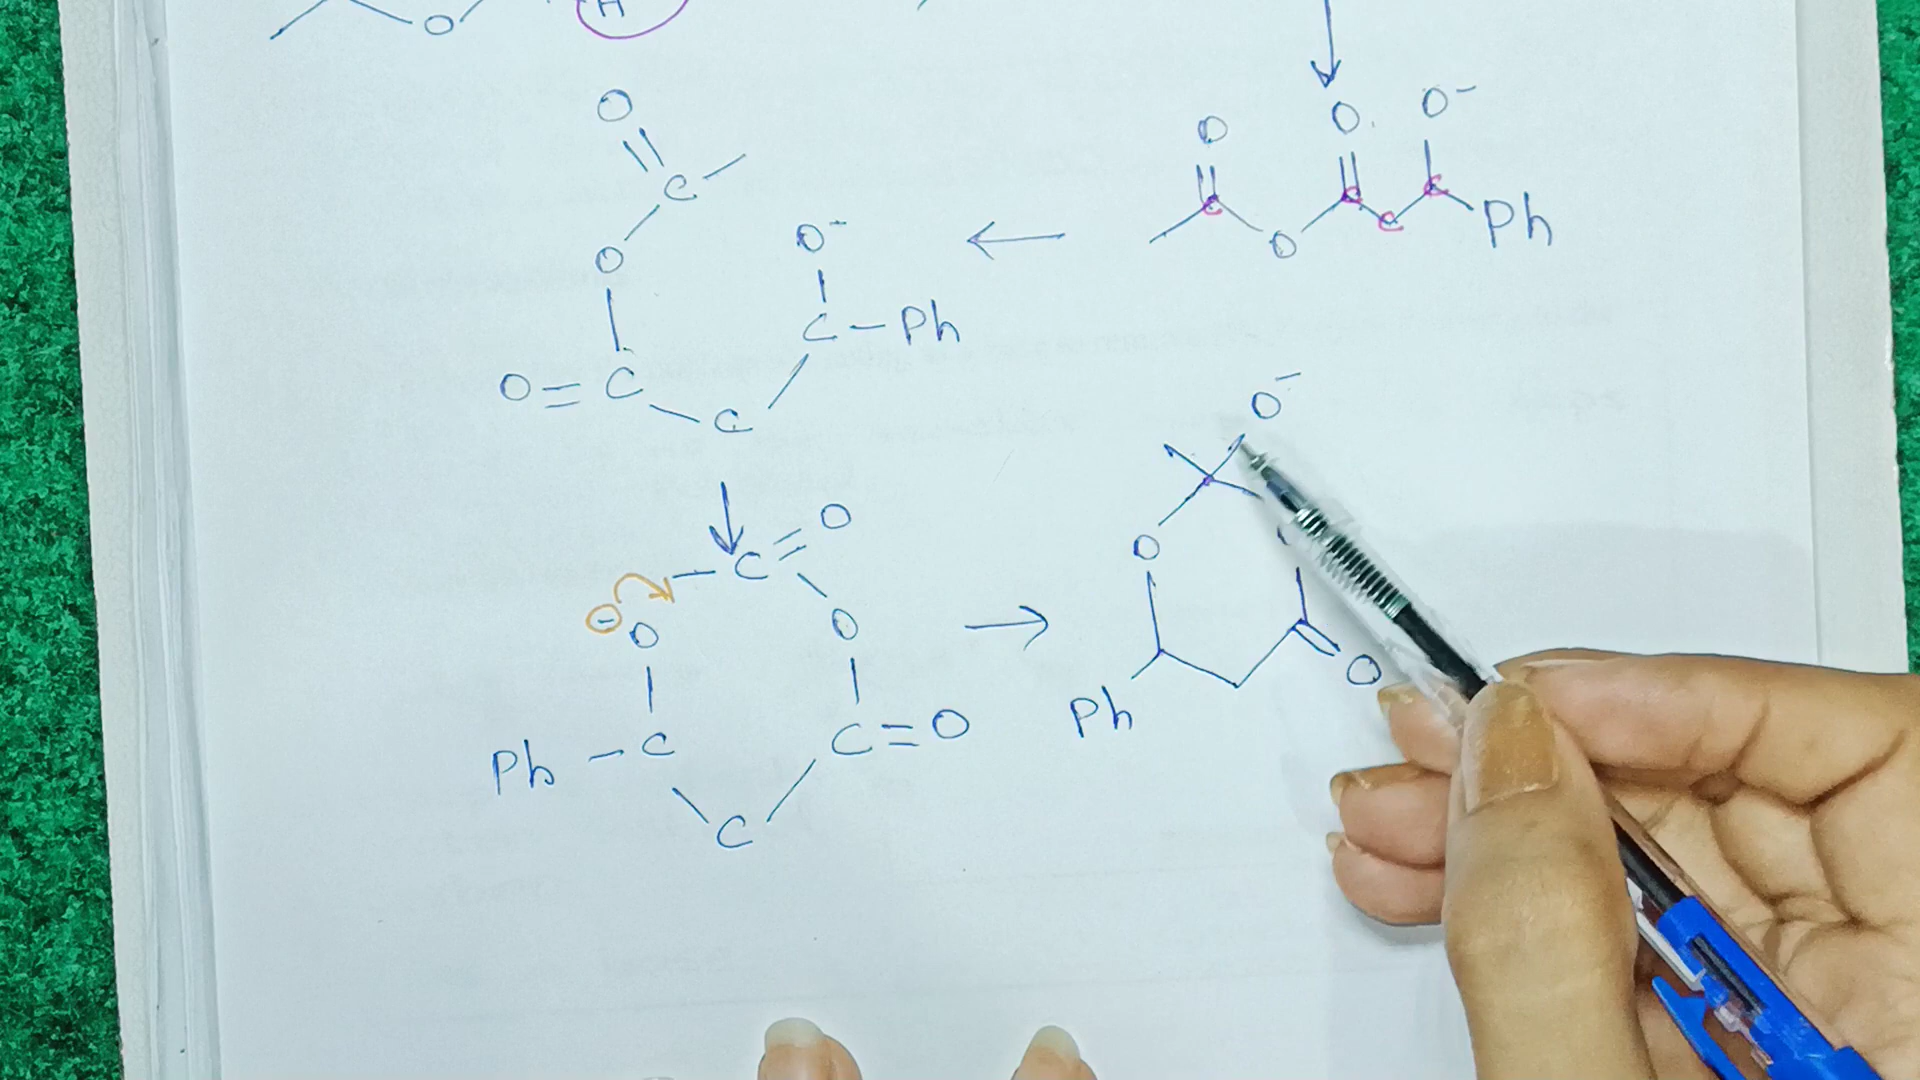 O H
O
O O O⁻
C C C C C Ph
O O⁻ O
O=C C-Ph
C O⁻
C=O
⊖ O O O
Ph-C C=O O
Ph
C